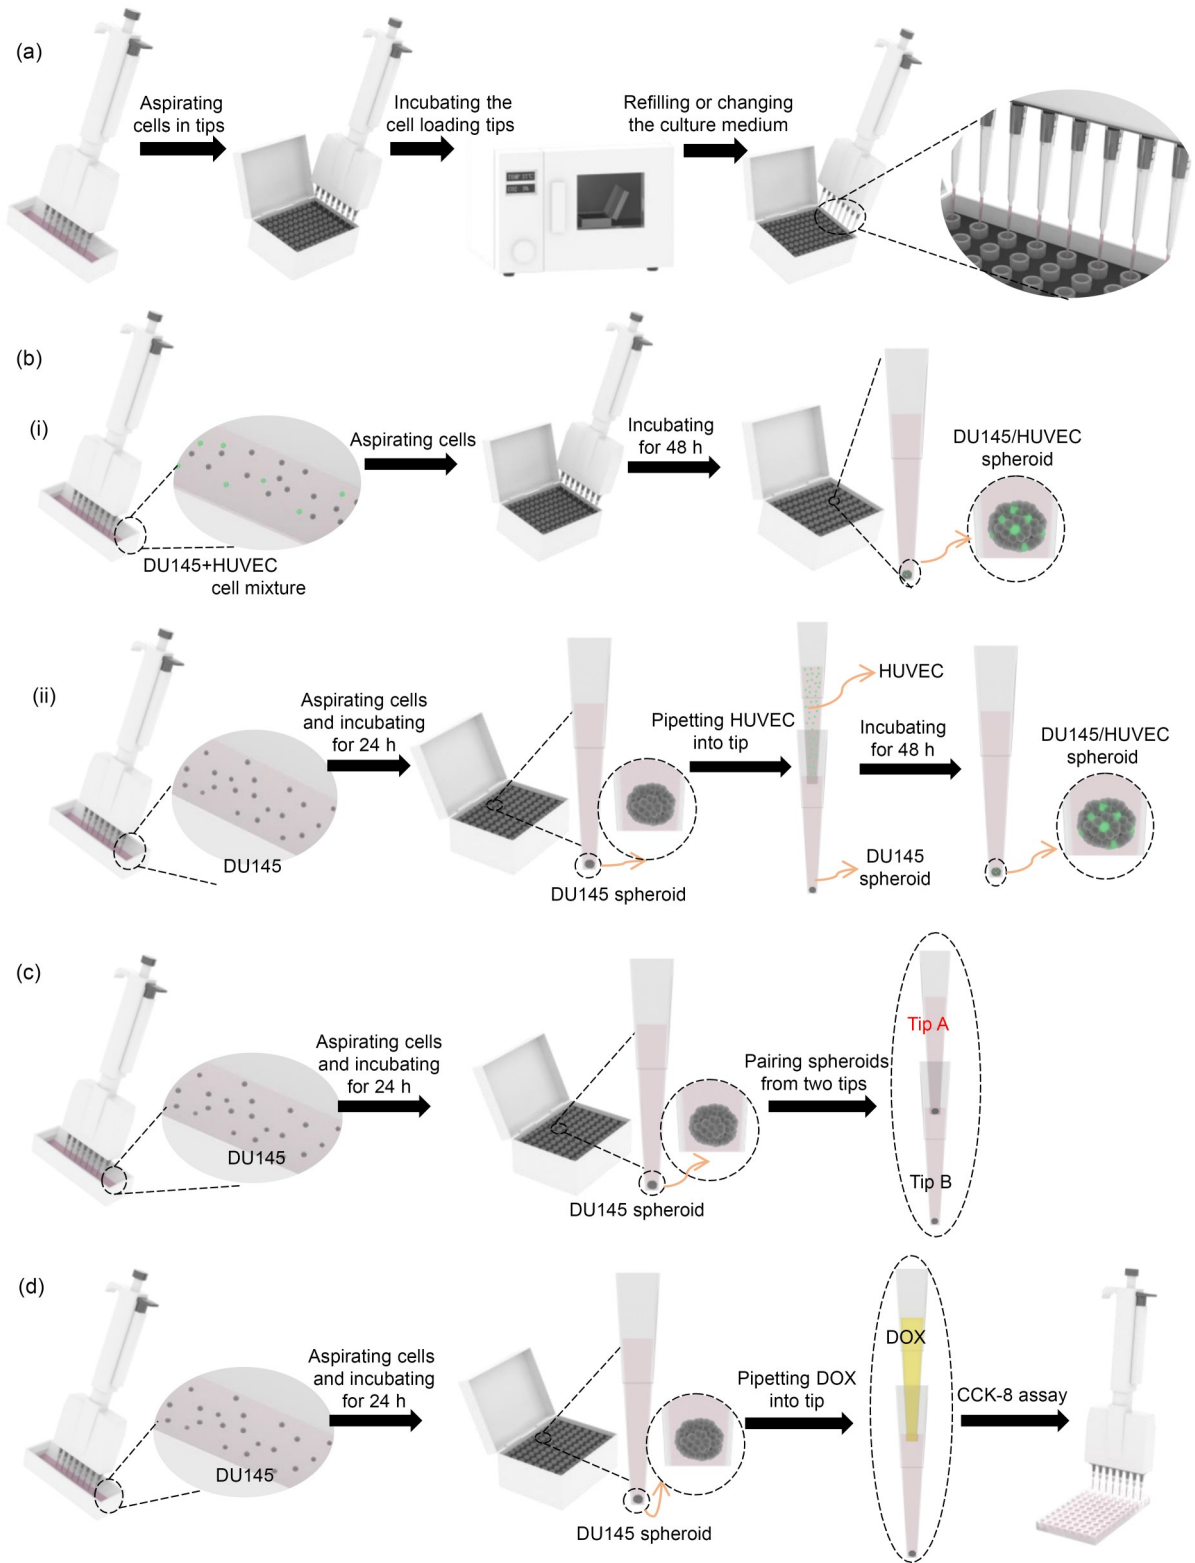 (a)
Aspirating
cells in tips
Incubating the
cell loading tips
Refilling or changing
the culture medium
(b)
(i)
DU145+HUVEC
cell mixture
Aspirating cells
Incubating
for 48 h
DU145/HUVEC
spheroid
(ii)
DU145
Aspirating cells
and incubating
for 24 h
DU145 spheroid
Pipetting HUVEC
into tip
HUVEC
DU145
spheroid
Incubating
for 48 h
DU145/HUVEC
spheroid
(c)
DU145
Aspirating cells
and incubating
for 24 h
DU145 spheroid
Pairing spheroids
from two tips
Tip A
Tip B
(d)
DU145
Aspirating cells
and incubating
for 24 h
DU145 spheroid
Pipetting DOX
into tip
DOX
CCK-8 assay